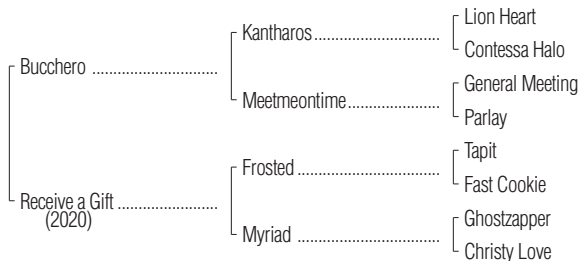 Lion Heart
Kantharos
Contessa Halo
Bucchero
General Meeting
Meetmeontime
Parlay
Tapit
Frosted
Fast Cookie
Receive a Gift
(2020)
Ghostzapper
Myriad
Christy Love